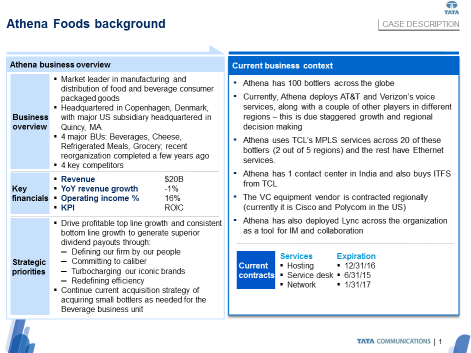 TATA
Athena Foods background
CASE DESCRIPTION
Athena business overview
Business
overview
▪ Market leader in manufacturing and
distribution of food and beverage consumer
packaged goods
▪ Headquartered in Copenhagen, Denmark,
with major US subsidiary headquartered in
Quincy, MA
▪ 4 major BUs: Beverages, Cheese,
Refrigerated Meals, Grocery; recent
reorganization completed a few years ago
▪ 4 key competitors
Key
financials
▪ Revenue $20B
▪ YoY revenue growth -1%
▪ Operating income % 16%
▪ KPI ROIC
Strategic
priorities
▪ Drive profitable top line growth and consistent
bottom line growth to generate superior
dividend payouts through:
– Defining our firm by our people
– Committing to caliber
– Turbocharging our iconic brands
– Redefining efficiency
▪ Continue current acquisition strategy of
acquiring small bottlers as needed for the
Beverage business unit
Current business context
• Athena has 100 bottlers across the globe
• Currently, Athena deploys AT&T and Verizon's voice
services, along with a couple of other players in different
regions – this is due staggered growth and regional
decision making
• Athena uses TCL's MPLS services across 20 of these
bottlers (2 out of 5 regions) and the rest have Ethernet
services.
• Athena has 1 contact center in India and also buys ITFS
from TCL
• The VC equipment vendor is contracted regionally
(currently it is Cisco and Polycom in the US)
• Athena has also deployed Lync across the organization
as a tool for IM and collaboration
Current
contracts
Services Expiration
▪ Hosting ▪ 12/31/16
▪ Service desk ▪ 6/31/15
▪ Network ▪ 1/31/17
TATA COMMUNICATIONS | 1